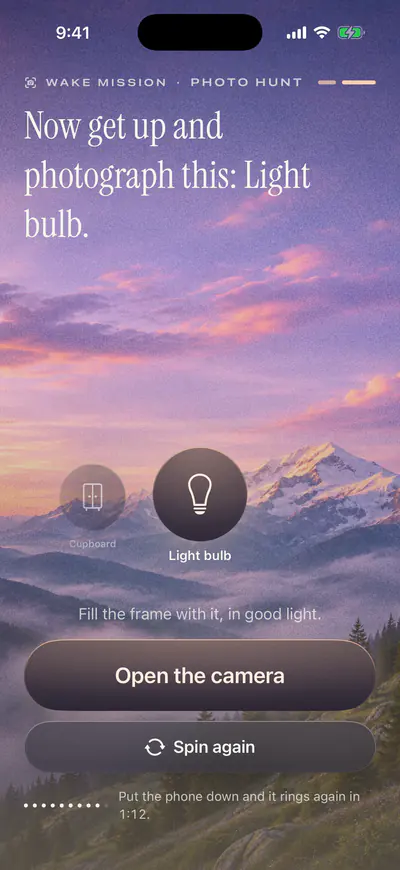 9:41
WAKE MISSION · PHOTO HUNT
Now get up and
photograph this: Light
bulb.
Cupboard
Light bulb
Fill the frame with it, in good light.
Open the camera
Spin again
Put the phone down and it rings again in
1:12.